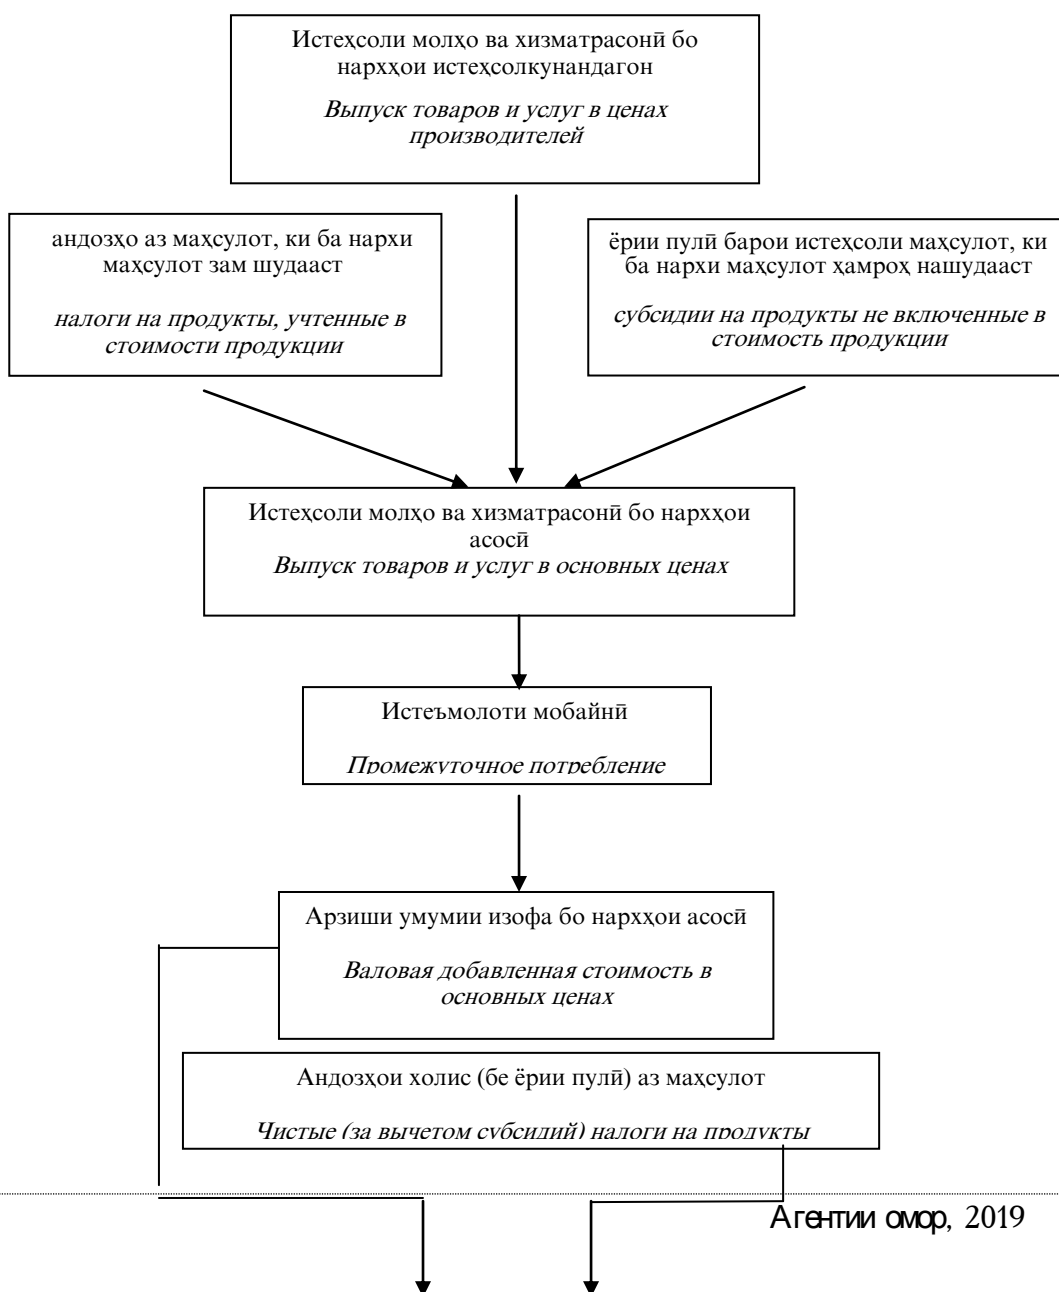 Истеҳсоли молҳо ва хизматрасонӣ бо
нархҳои истеҳсолкунандагон
Выпуск товаров и услуг в ценах
производителей
андозҳо аз маҳсулот, ки ба нархи
маҳсулот зам шудааст
налоги на продукты, учтенные в
стоимости продукции
ёрии пулӣ барои истеҳсоли маҳсулот, ки
ба нархи маҳсулот ҳамроҳ нашудааст
субсидии на продукты не включенные в
стоимость продукции
Истеҳсоли молҳо ва хизматрасонӣ бо нархҳои
асосӣ
Выпуск товаров и услуг в основных ценах
Истеъмолоти мобайнӣ
Промежуточное потребление
Арзиши умумии изофа бо нархҳои асосӣ
Валовая добавленная стоимость в
основных ценах
Андозҳои холис (бе ёрии пулӣ) аз маҳсулот
Чистые (за вычетом субсидий) налоги на продукты
Агентии омор, 2019